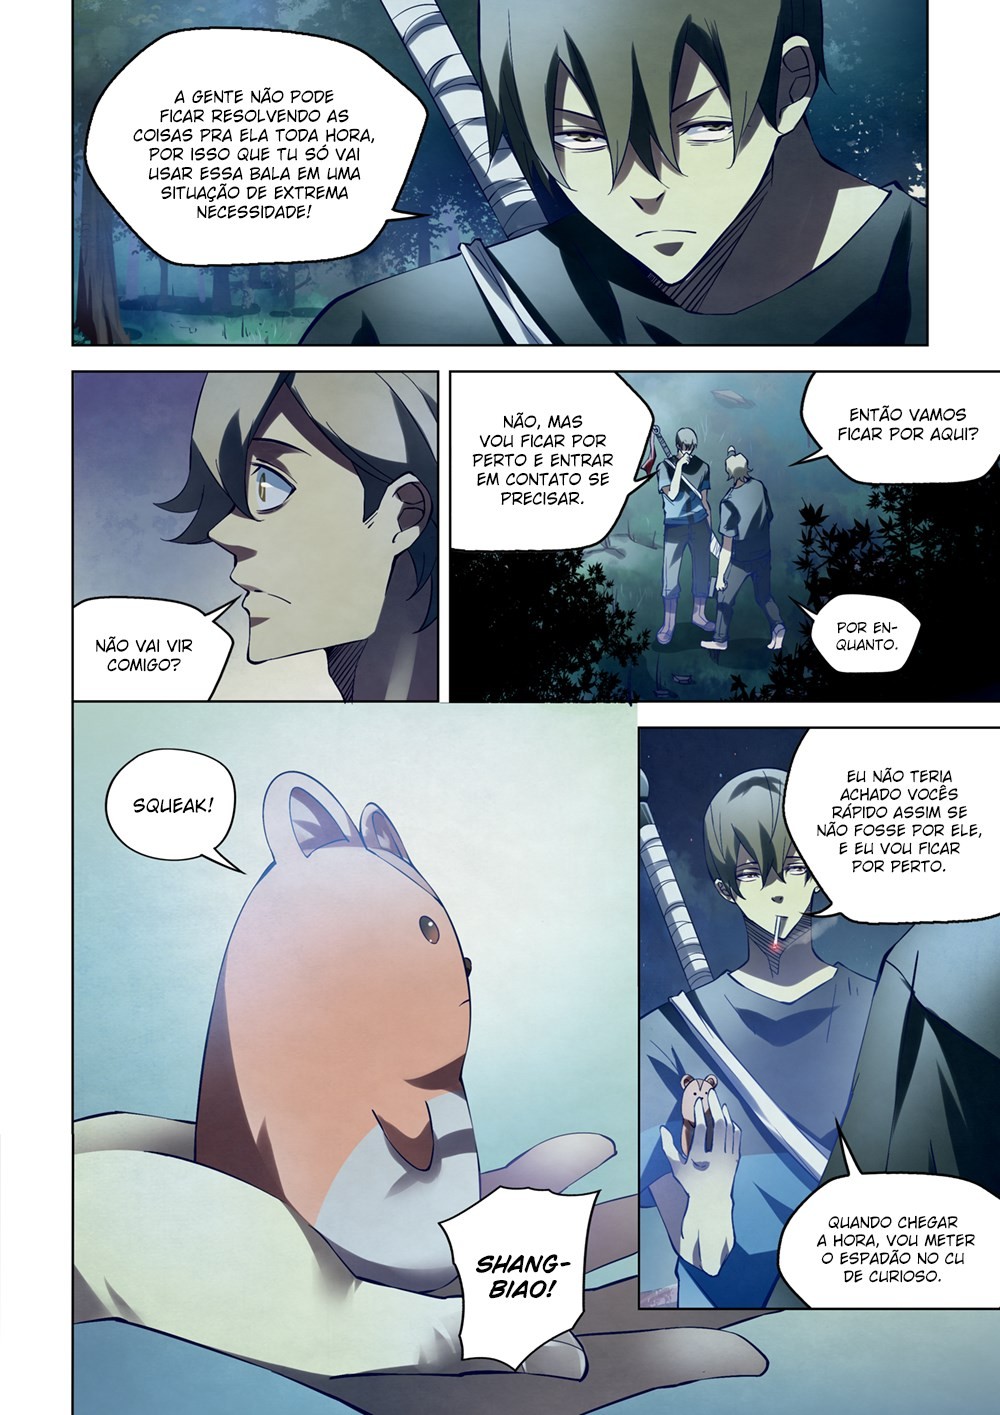 A GENTE NÃO PODE
FICAR RESOLVENDO AS
COISAS PRA ELA TODA HORA,
POR ISSO QUE TU SÓ VAI
USAR ESSA BALA EM UMA
SITUAÇÃO DE EXTREMA
NECESSIDADE!
NÃO VAI VIR
COMIGO?
NÃO, MAS
VOU FICAR POR
PERTO E ENTRAR
EM CONTATO SE
PRECISAR.
ENTÃO VAMOS
FICAR POR AQUI?
POR EN-
QUANTO.
SQUEAK!
SHANG-
BIAO!
EU NÃO TERIA
ACHADO VOCÊS
RÁPIDO ASSIM SE
NÃO FOSSE POR ELE,
E EU VOU FICAR
POR PERTO.
QUANDO CHEGAR
A HORA, VOU METER
O ESPADÃO NO CU
DE CURIOSO.